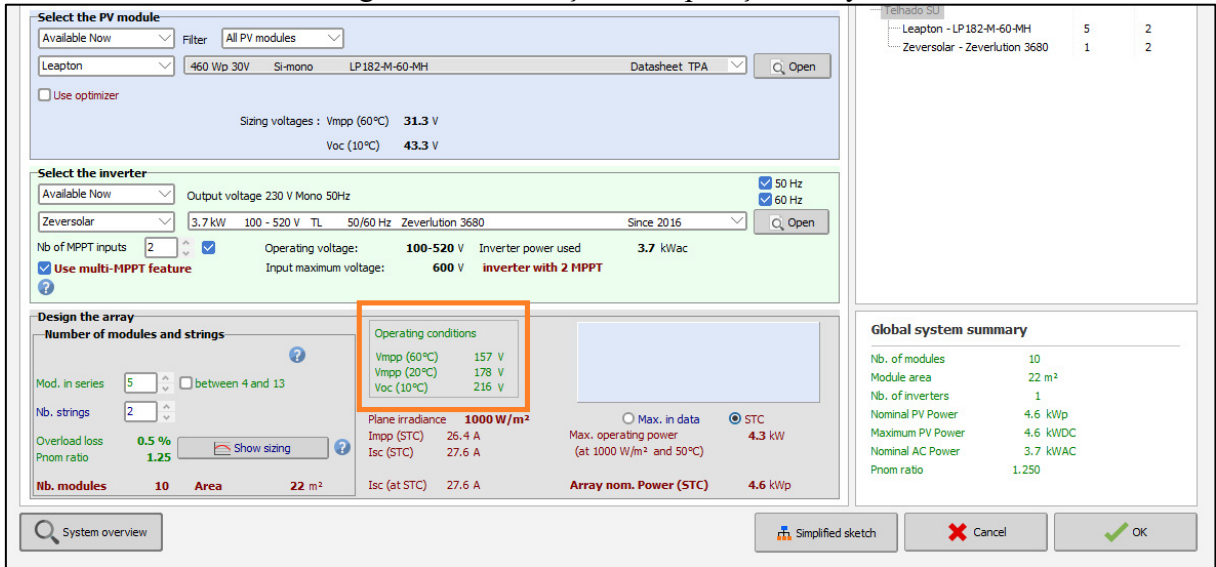 Select the PV module
Available Now Filter All PV modules
Leapton 460 Wp 30V Si-mono LP182-M-60-MH Datasheet TPA Open
Use optimizer
Sizing voltages : Vmpp (60ºC) 31.3 V
Voc (10ºC) 43.3 V
Select the inverter
Available Now Output voltage 230 V Mono 50Hz
50 Hz
60 Hz
Zeversolar 3.7 kW 100 - 520 V TL 50/60 Hz Zeverlution 3680 Since 2016 Open
Nb of MPPT inputs 2 Operating voltage: 100-520 V Inverter power used 3.7 kWac
Use multi-MPPT feature Input maximum voltage: 600 V inverter with 2 MPPT
?
Design the array
Number of modules and strings
?
Mod. in series 5 between 4 and 13
Nb. strings 2
Overload loss 0.5 %
Pnom ratio 1.25
Show sizing ?
Nb. modules 10 Area 22 m²
Operating conditions
Vmpp (60ºC) 157 V
Vmpp (20ºC) 178 V
Voc (10ºC) 216 V
Plane irradiance 1000 W/m²
Impp (STC) 26.4 A
Isc (STC) 27.6 A
Isc (at STC) 27.6 A
Max. in data STC
Max. operating power 4.3 kW
(at 1000 W/m² and 50ºC)
Array nom. Power (STC) 4.6 kWp
Telhado SU
Leapton - LP182-M-60-MH 5 2
Zeversolar - Zeverlution 3680 1 2
Global system summary
Nb. of modules 10
Module area 22 m²
Nb. of inverters 1
Nominal PV Power 4.6 kWp
Maximum PV Power 4.6 kWDC
Nominal AC Power 3.7 kWAC
Pnom ratio 1.250
System overview
Simplified sketch
Cancel
OK